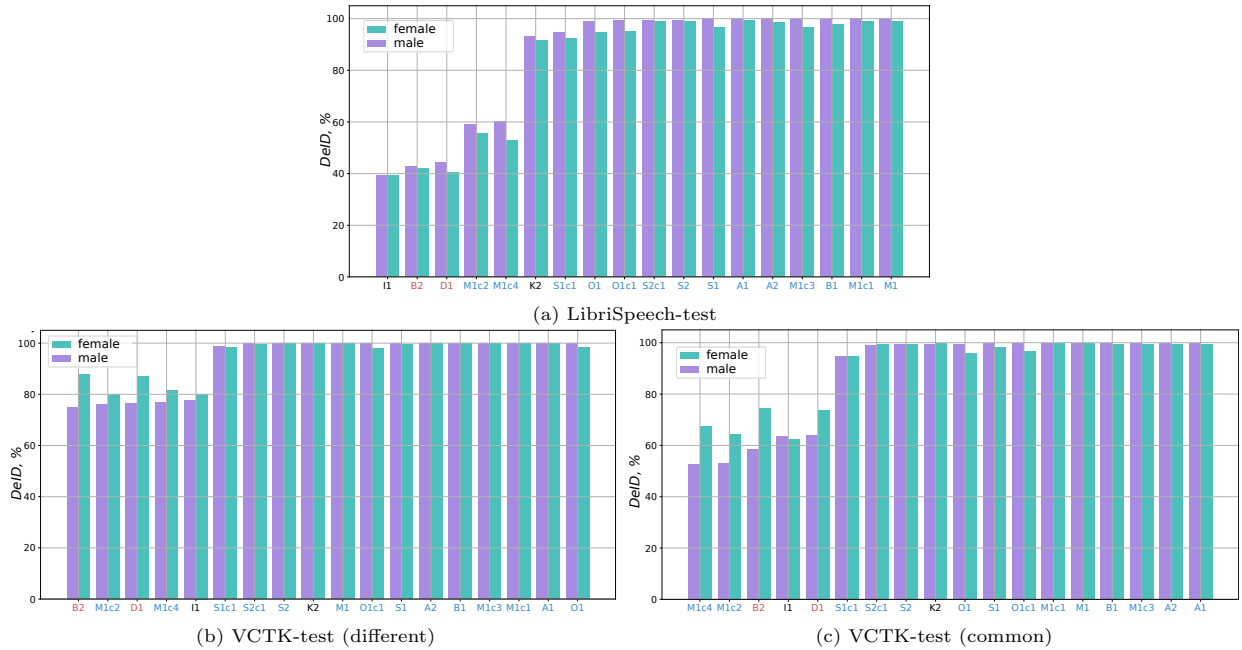 100
80
60
40
20
0
DeID, %
female
male
I1 B2 D1 M1c2 M1c4 K2 S1c1 O1 O1c1 S2c1 S2 S1 A1 A2 M1c3 B1 M1c1 M1
(a) LibriSpeech-test
100
80
60
40
20
0
DeID, %
female
male
B2 M1c2 D1 M1c4 I1 S1c1 S2c1 S2 K2 M1 O1c1 S1 A2 B1 M1c3 M1c1 A1 O1
(b) VCTK-test (different)
100
80
60
40
20
0
DeID, %
female
male
M1c4 M1c2 B2 I1 D1 S1c1 S2c1 S2 K2 O1 S1 O1c1 M1c1 M1 B1 M1c3 A2 A1
(c) VCTK-test (common)